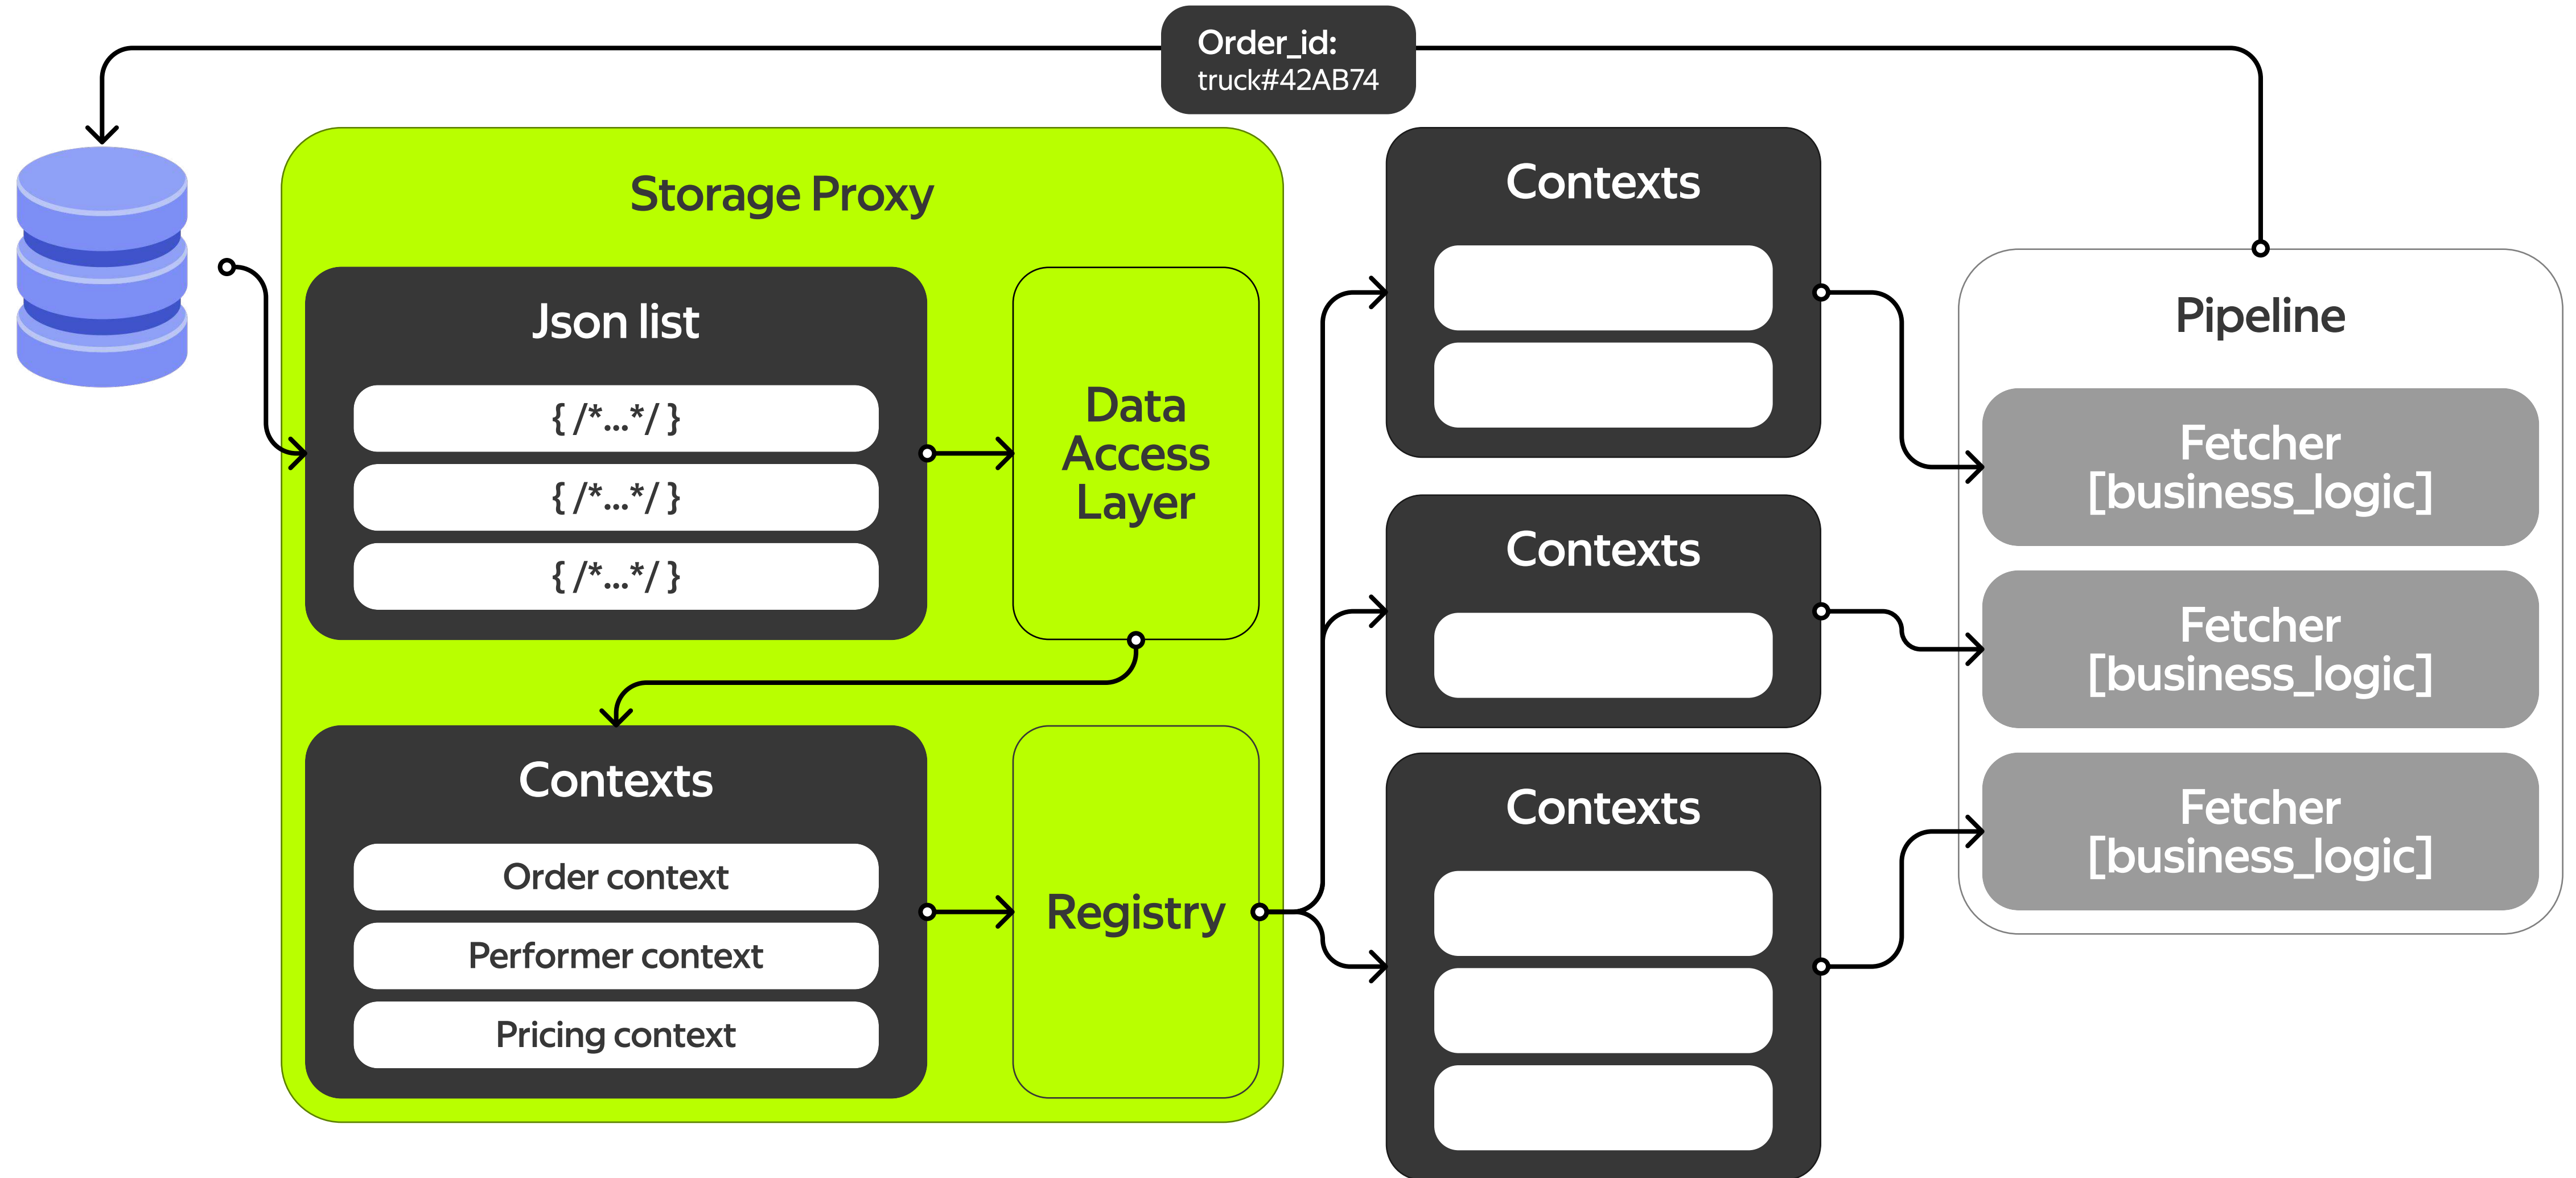 Order_id:
truck#42AB74
Storage Proxy
Json list
{ /*...*/ }
{ /*...*/ }
{ /*...*/ }
Data
Access
Layer
Contexts
Order context
Performer context
Pricing context
Registry
Contexts
Contexts
Contexts
Pipeline
Fetcher
[business_logic]
Fetcher
[business_logic]
Fetcher
[business_logic]